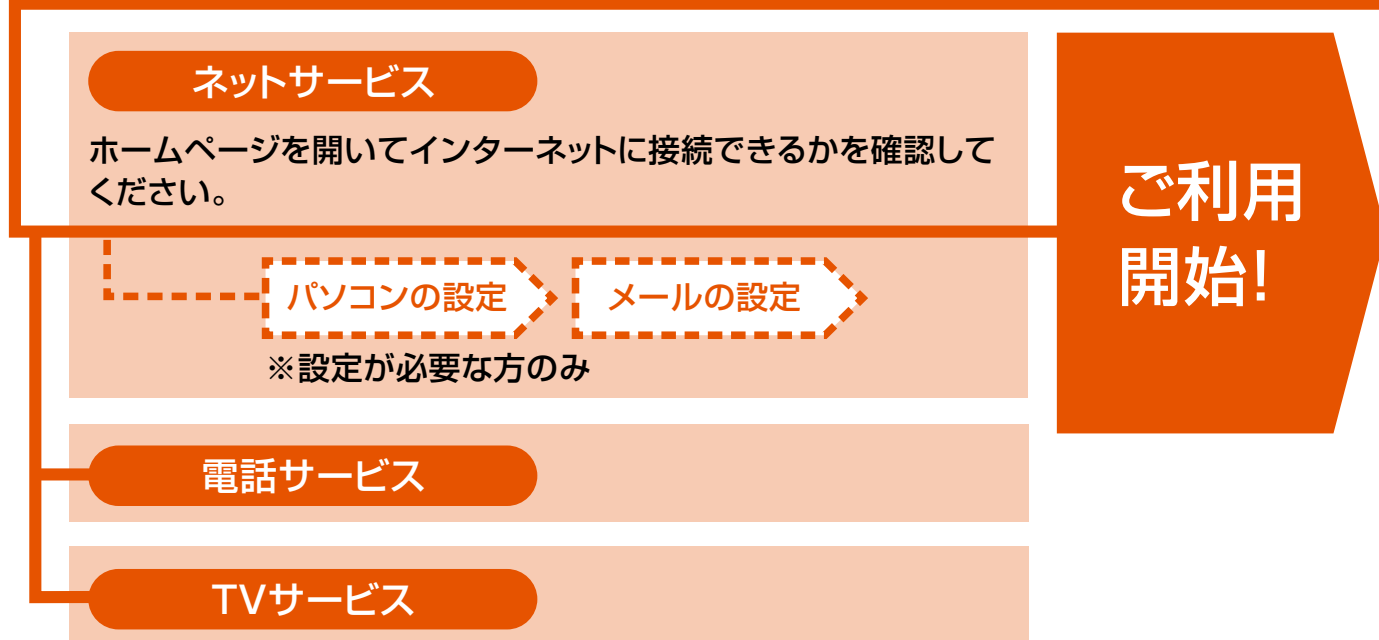 ネットサービス
ホームページを開いてインターネットに接続できるかを確認して
ください。
パソコンの設定
メールの設定
※設定が必要な方のみ
ご利用
開始!
電話サービス
TVサービス